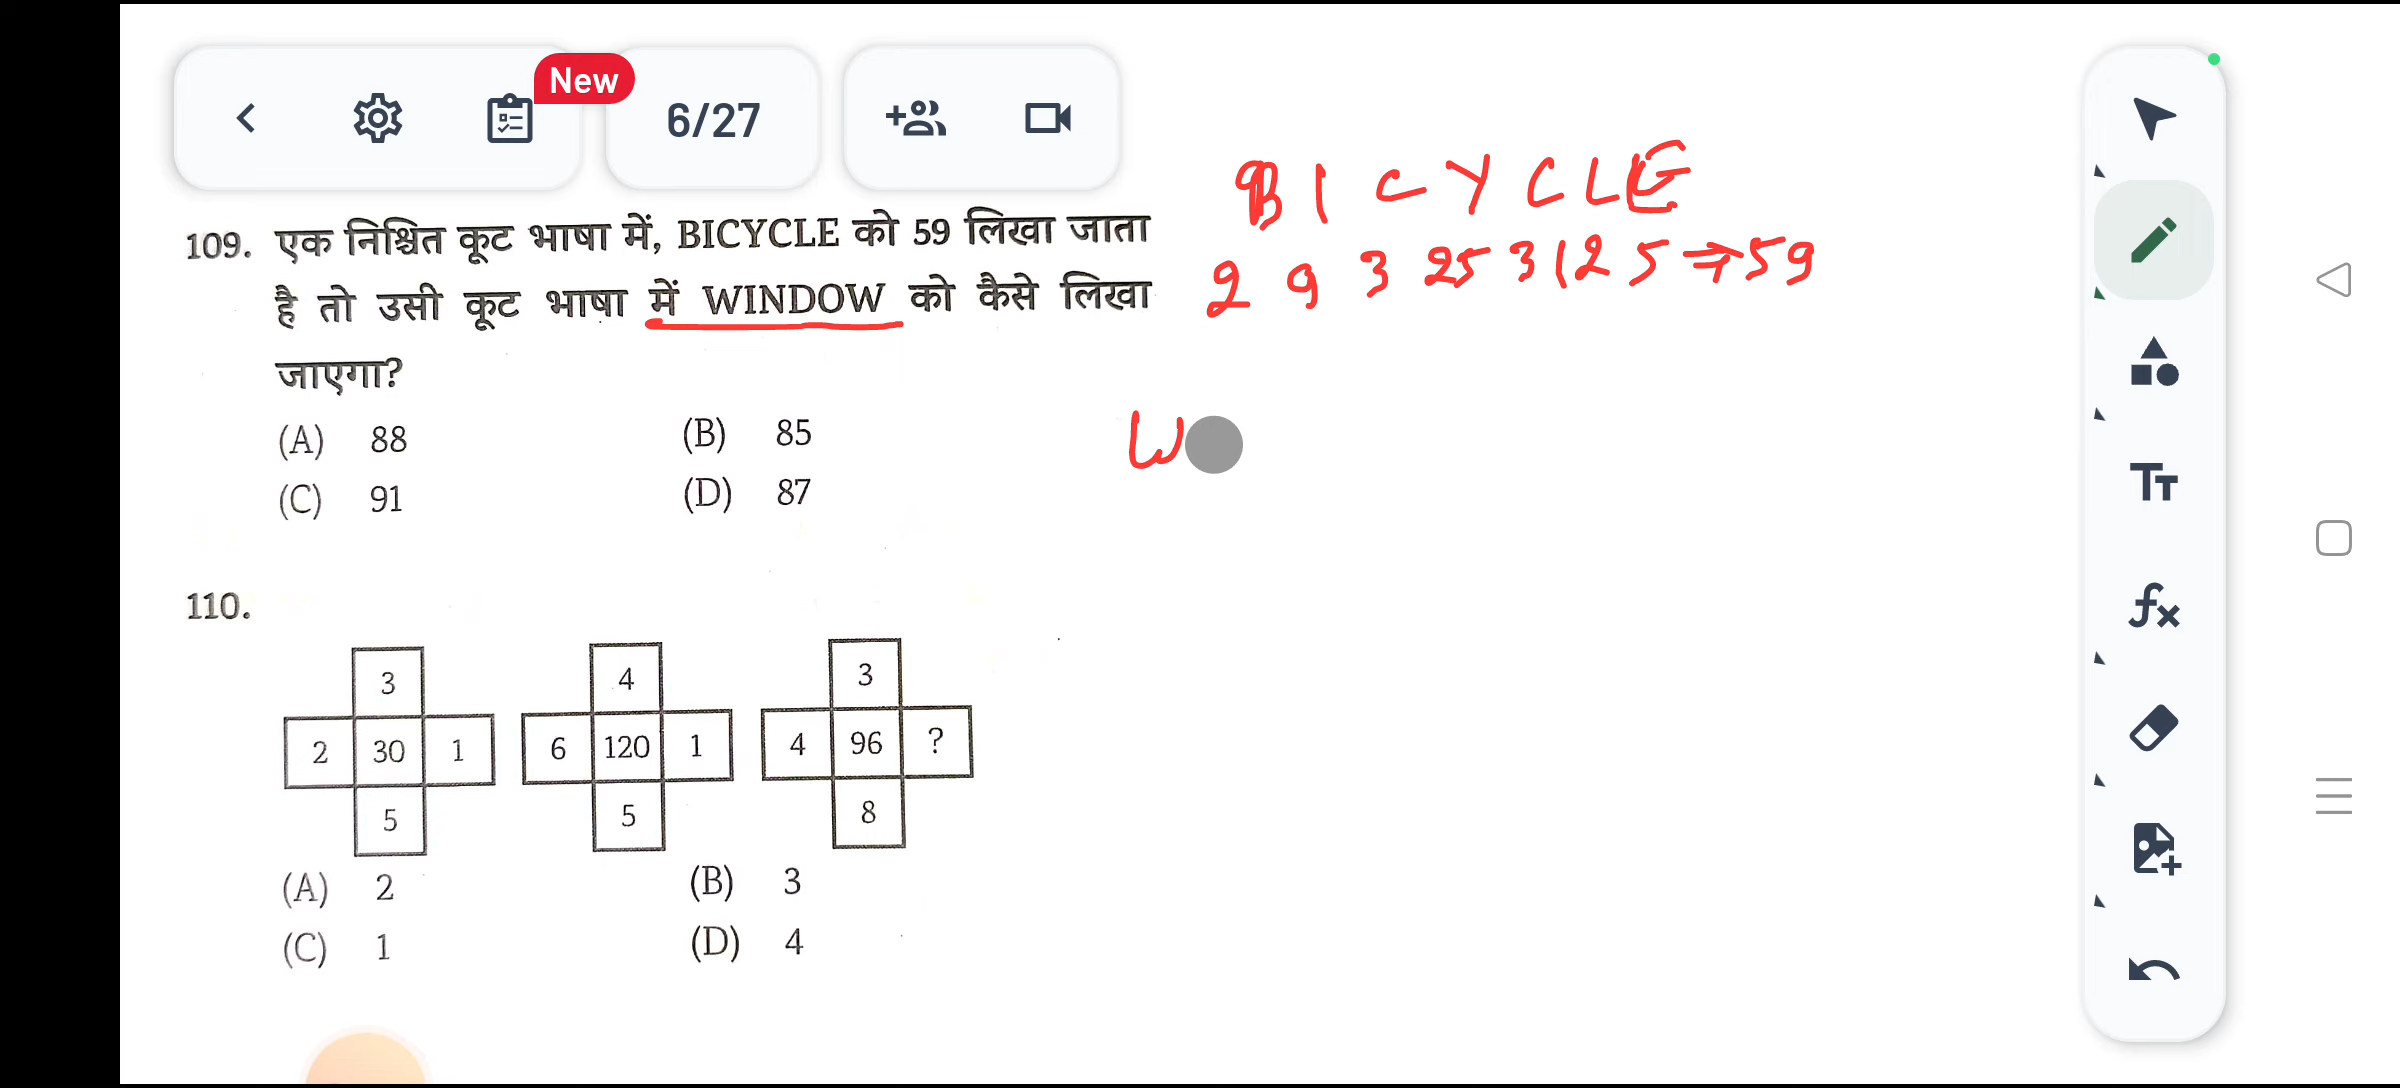 New
6/27
B I C Y C L E
2 9 3 25 3 12 5 ⇒ 59
109. एक निश्चित कूट भाषा में, BICYCLE को 59 लिखा जाता
है तो उसी कूट भाषा में WINDOW को कैसे लिखा
जाएगा?
(A) 88 (B) 85
(C) 91 (D) 87
W
110.
3 4 3
2 30 1 6 120 1 4 96 ?
5 5 8
(A) 2 (B) 3
(C) 1 (D) 4
TT
fx